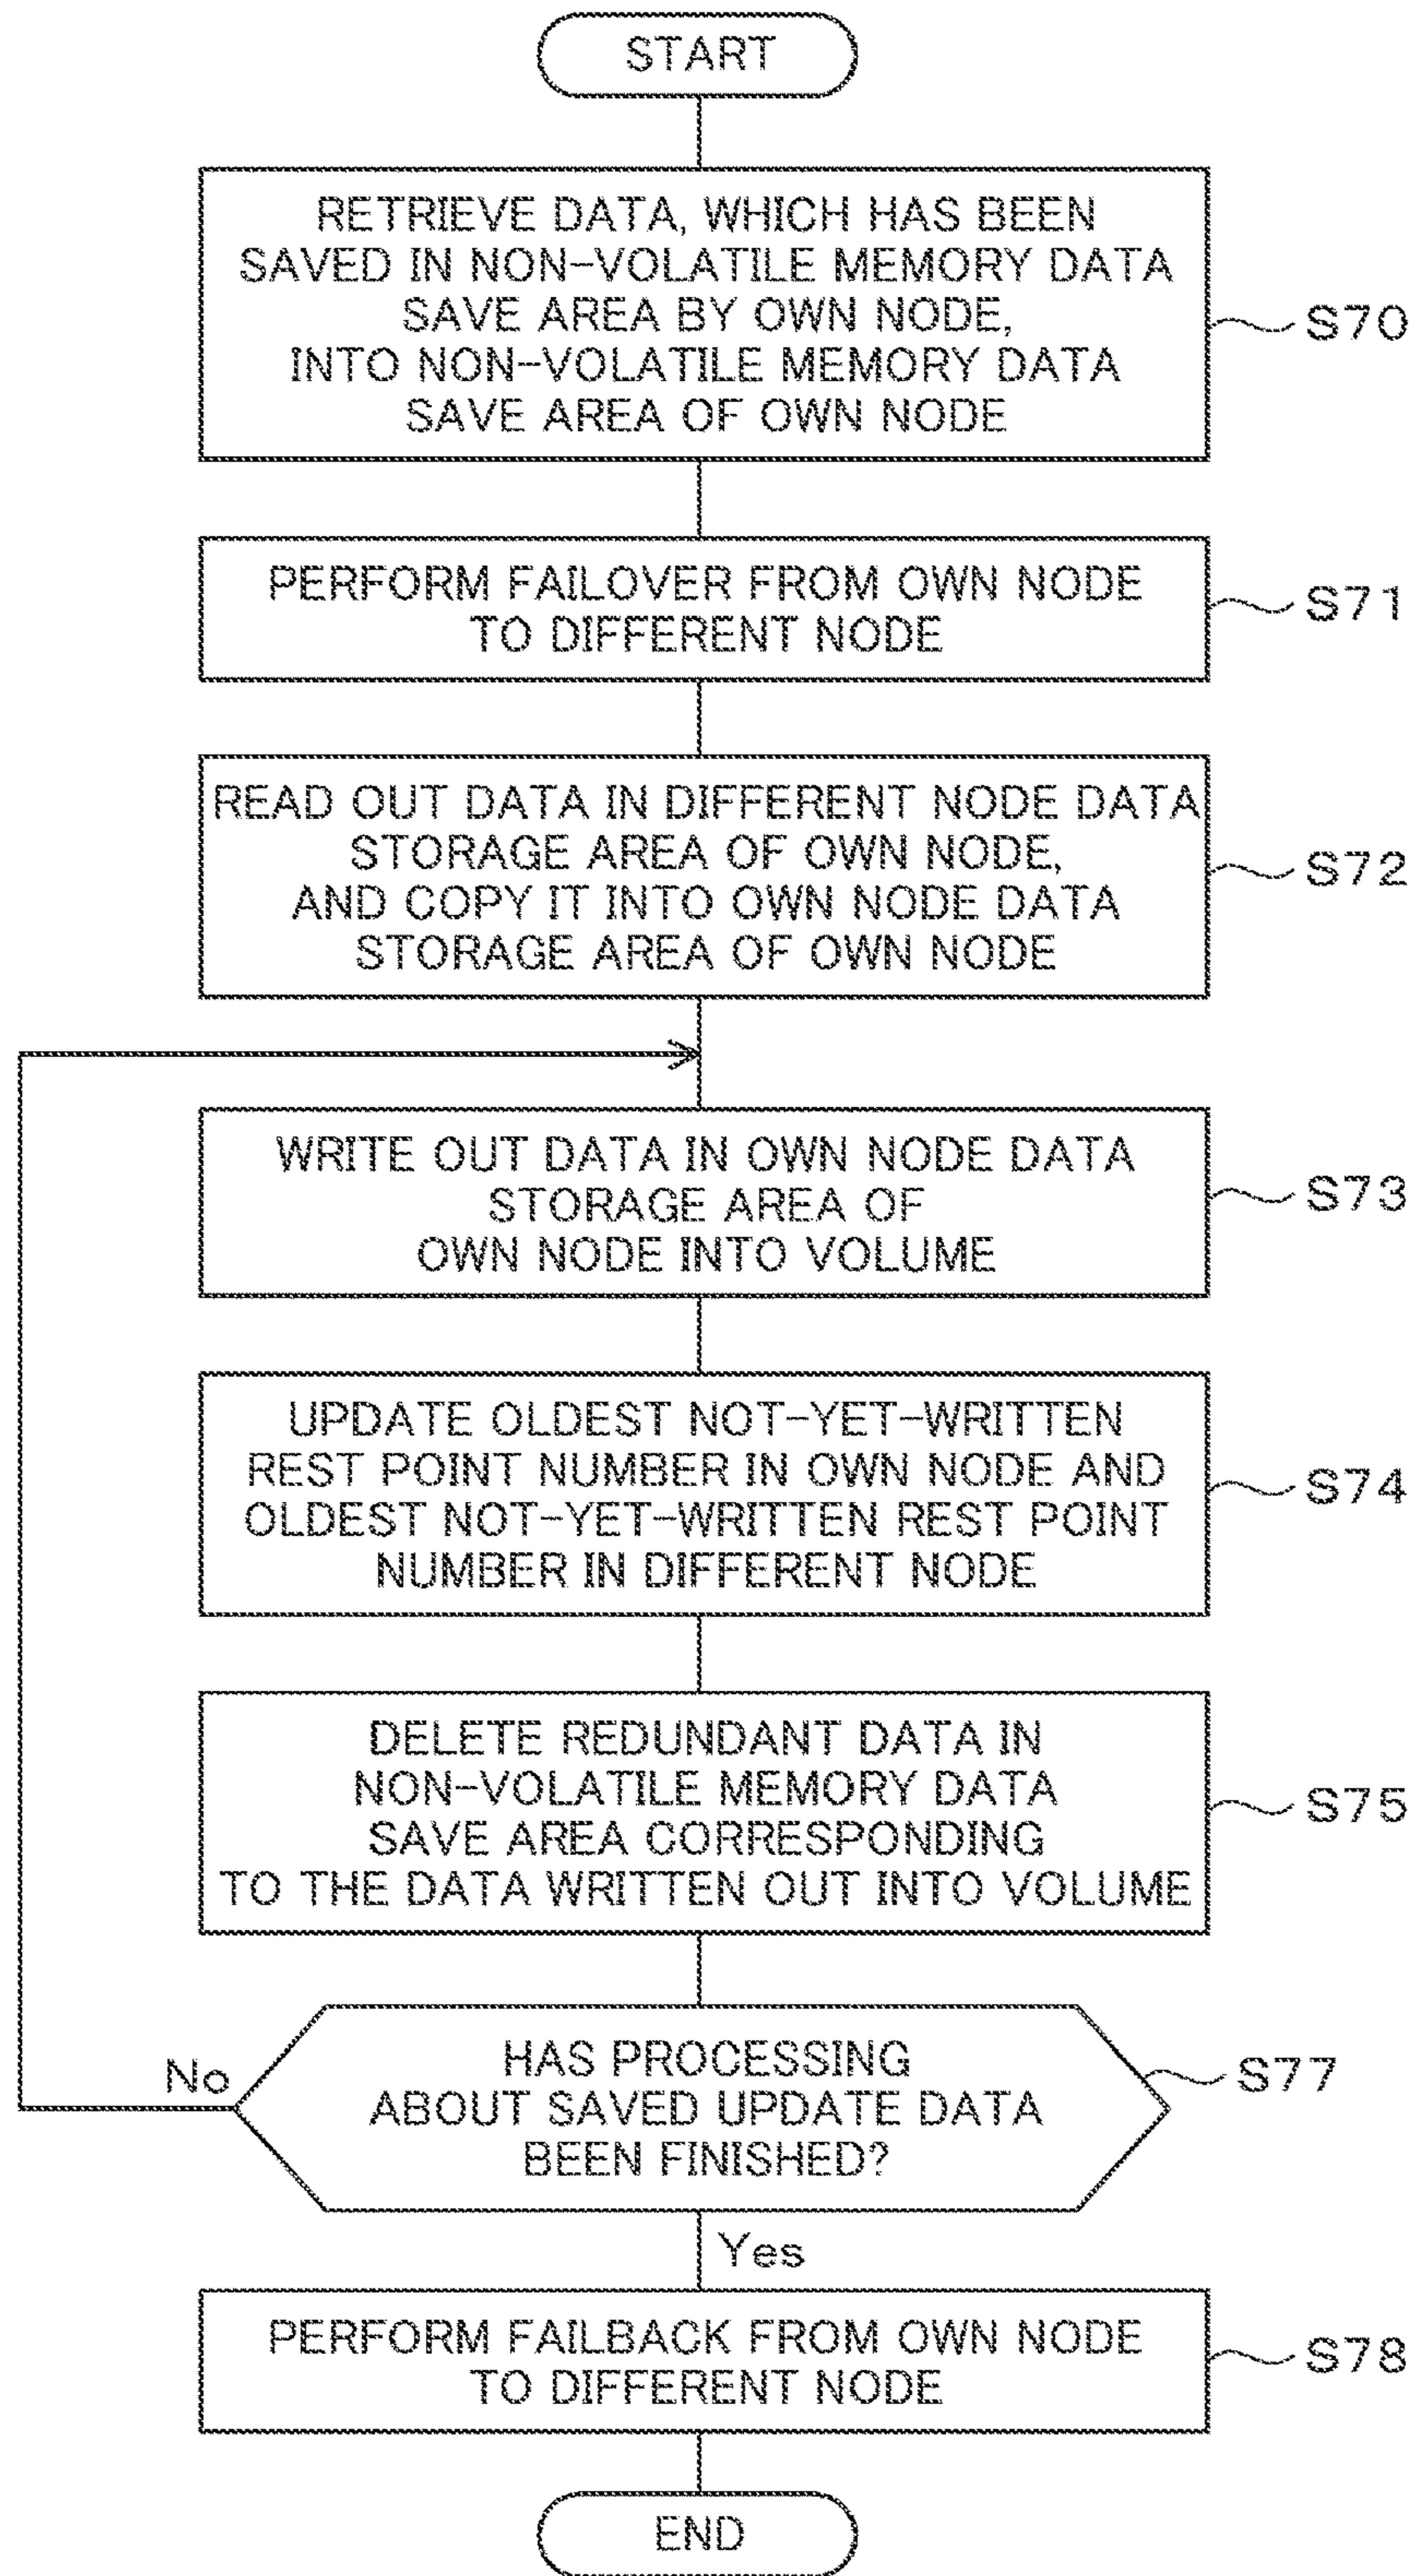 START
RETRIEVE DATA, WHICH HAS BEEN
SAVED IN NON-VOLATILE MEMORY DATA
SAVE AREA BY OWN NODE,
INTO NON-VOLATILE MEMORY DATA
SAVE AREA OF OWN NODE
S70
PERFORM FAILOVER FROM OWN NODE
TO DIFFERENT NODE
S71
READ OUT DATA IN DIFFERENT NODE DATA
STORAGE AREA OF OWN NODE,
AND COPY IT INTO OWN NODE DATA
STORAGE AREA OF OWN NODE
S72
WRITE OUT DATA IN OWN NODE DATA
STORAGE AREA OF
OWN NODE INTO VOLUME
S73
UPDATE OLDEST NOT-YET-WRITTEN
REST POINT NUMBER IN OWN NODE AND
OLDEST NOT-YET-WRITTEN REST POINT
NUMBER IN DIFFERENT NODE
S74
DELETE REDUNDANT DATA IN
NON-VOLATILE MEMORY DATA
SAVE AREA CORRESPONDING
TO THE DATA WRITTEN OUT INTO VOLUME
S75
HAS PROCESSING
ABOUT SAVED UPDATE DATA
BEEN FINISHED?
S77
No
Yes
PERFORM FAILBACK FROM OWN NODE
TO DIFFERENT NODE
S78
END